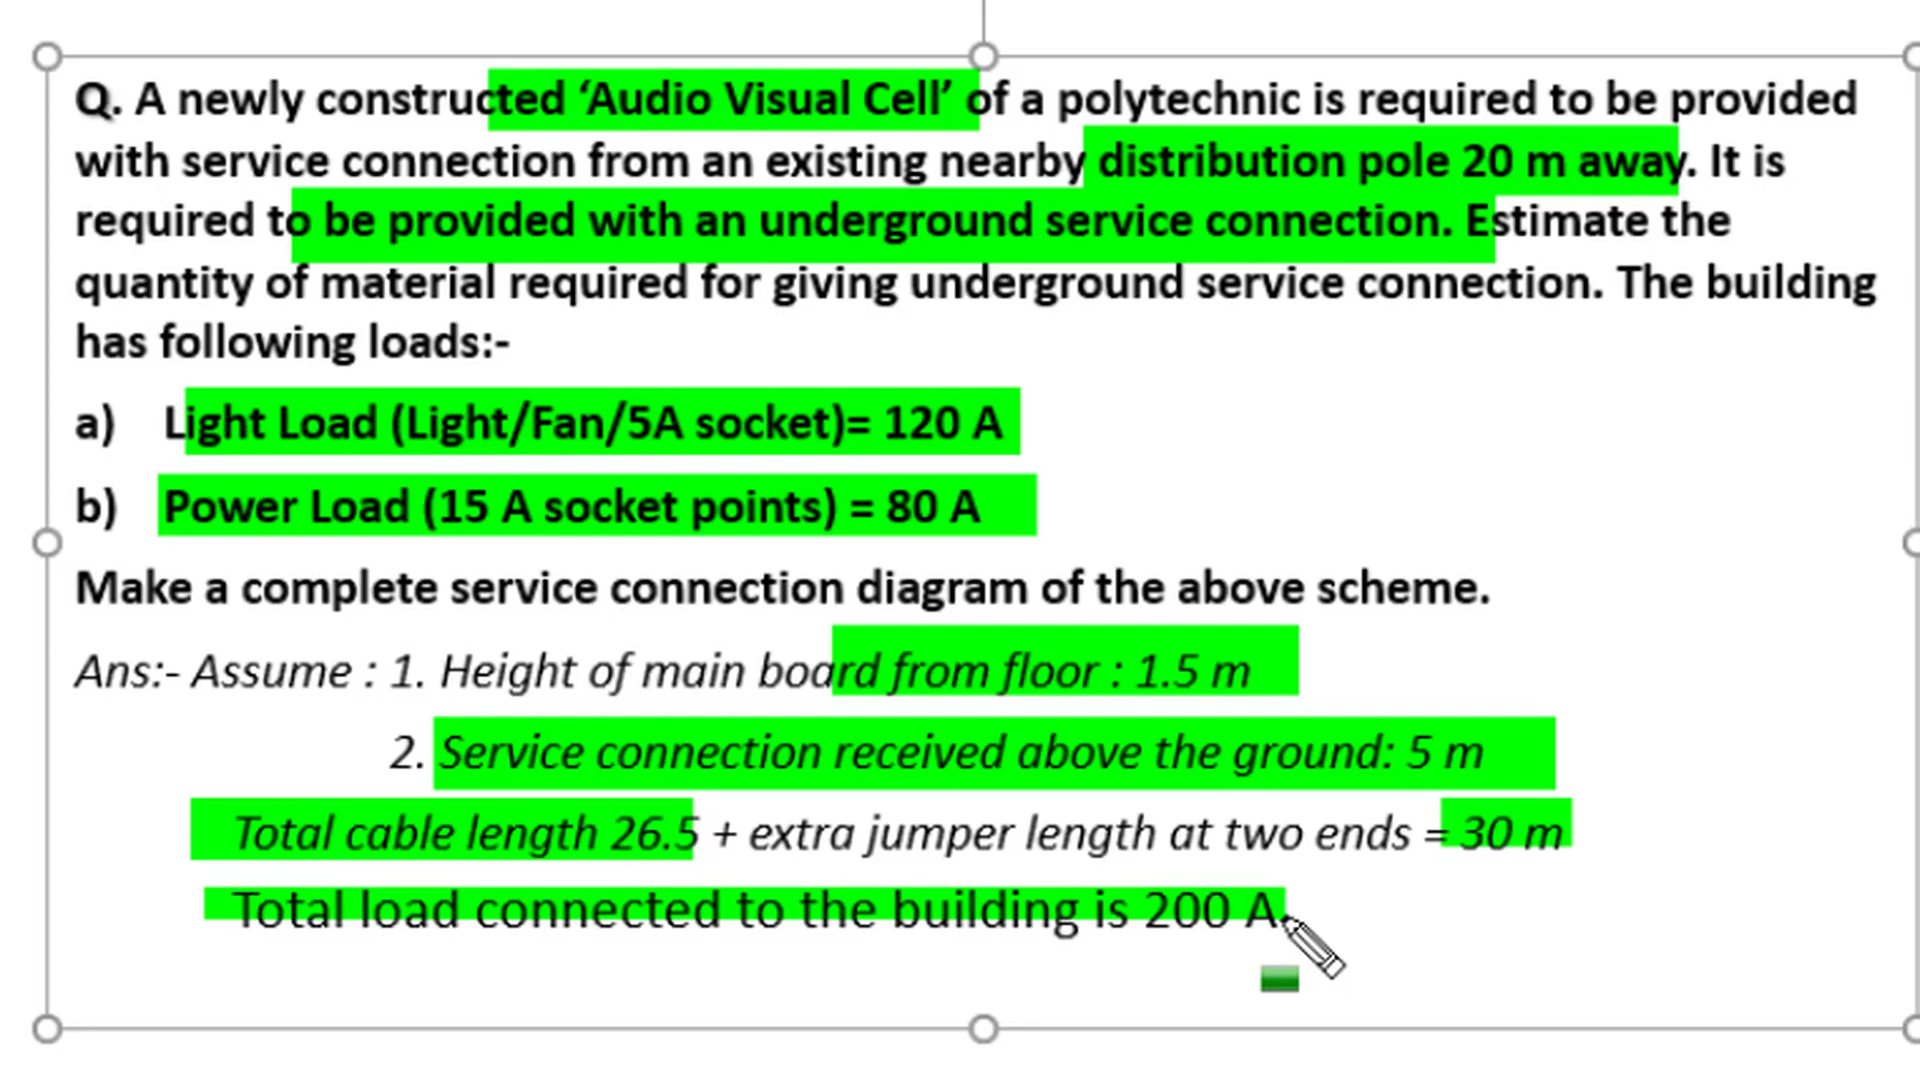 Q. A newly constructed ‘Audio Visual Cell’ of a polytechnic is required to be provided
with service connection from an existing nearby distribution pole 20 m away. It is
required to be provided with an underground service connection. Estimate the
quantity of material required for giving underground service connection. The building
has following loads:-
a) Light Load (Light/Fan/5A socket)= 120 A
b) Power Load (15 A socket points) = 80 A
Make a complete service connection diagram of the above scheme.
Ans:- Assume : 1. Height of main board from floor : 1.5 m
2. Service connection received above the ground: 5 m
Total cable length 26.5 + extra jumper length at two ends = 30 m
Total load connected to the building is 200 A.